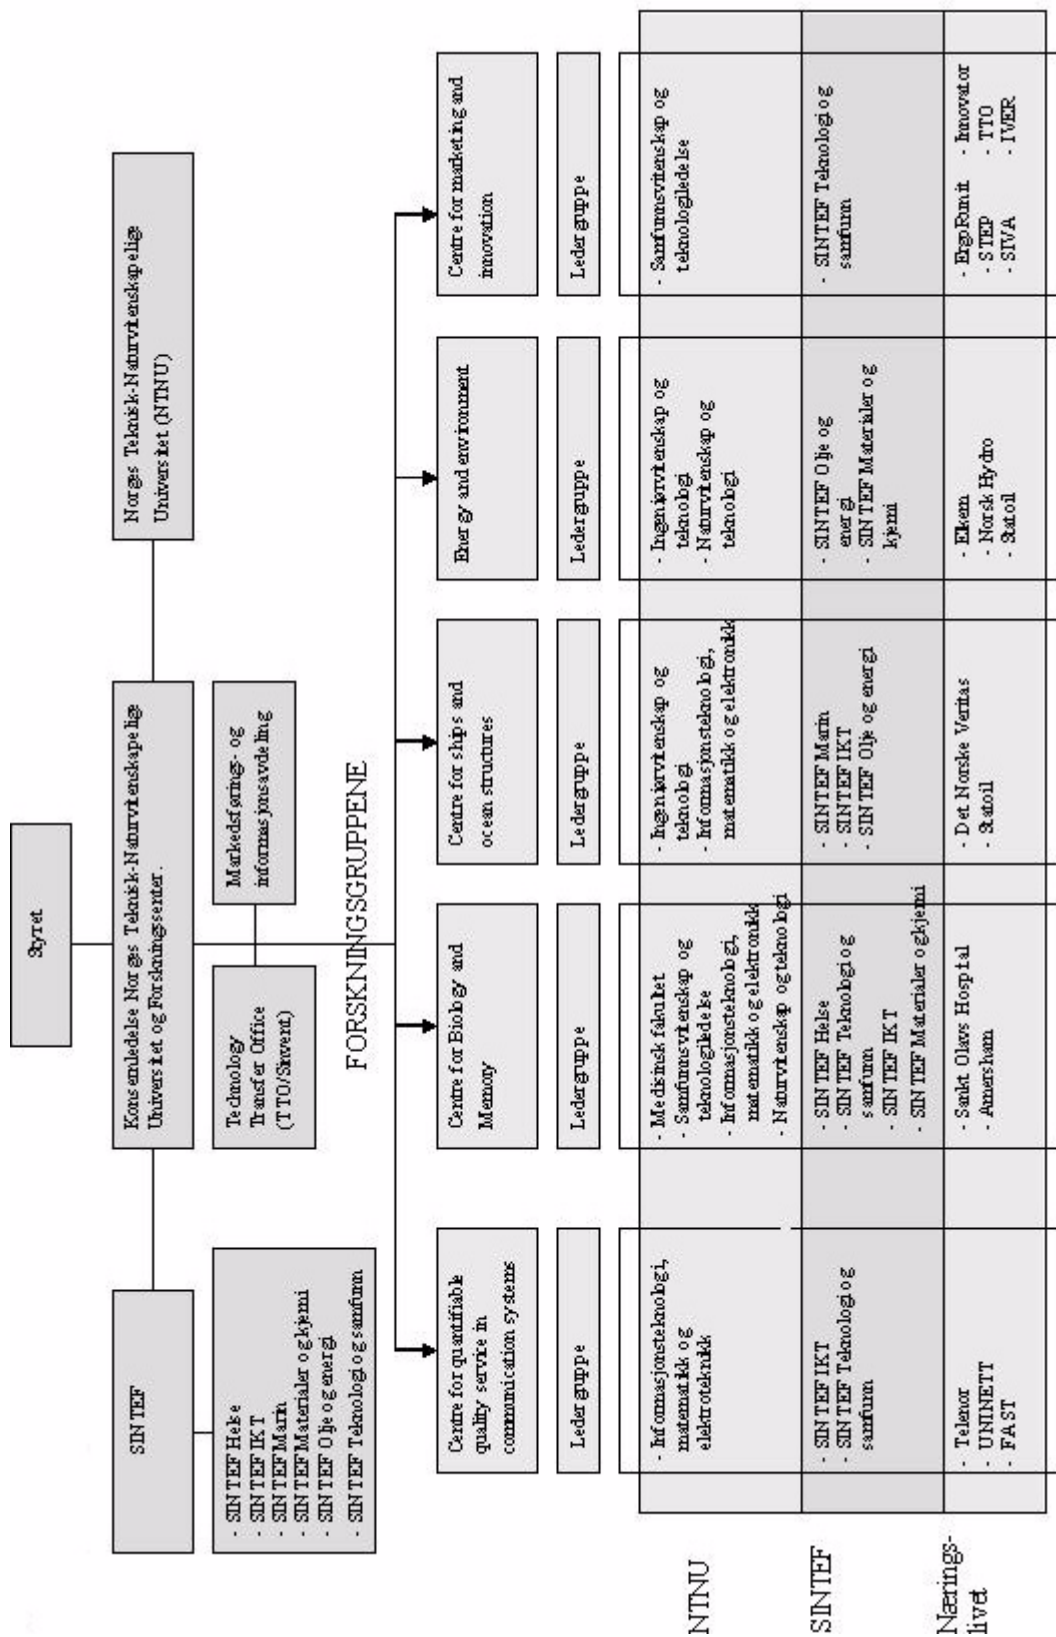 Styret
SINTEF
Konsernledelse Norges Teknisk-Naturvitenskapelige
Universitet og Forskningssenter.
Norges Teknisk-Naturvitenskapelige
Universitet (NTNU)
- SINTEF Helse
- SINTEF IKT
- SINTEF Marin
- SINTEF Materialer og kjemi
- SINTEF Olje og energi
- SINTEF Teknologi og samfunn
Technology
Transfer Office
(TTO/Sinvent)
Markedsførings- og
informasjonsavdeling
FORSKNINGSGRUPPENE
Centre for quantifiable
quality service in
communication systems
Centre for Biology and
Memory
Centre for ships and
ocean structures
Energy and environment
Centre for marketing and
innovation
Ledergruppe
Ledergruppe
Ledergruppe
Ledergruppe
Ledergruppe
NTNU
- Informasjonsteknologi,
matematikk og
elektroteknikk
- Medisinsk fakultet
- Samfunnsvitenskap og
teknologiledelse
- Informasjonsteknologi,
matematikk og elektronikk
- Naturvitenskap og teknologi
- Ingeniørvitenskap og
teknologi
- Informasjonsteknologi,
matematikk og elektronikk
- Ingeniørvitenskap og
teknologi
- Naturvitenskap og
teknologi
- Samfunnsvitenskap og
teknologiledelse
SINTEF
- SINTEF IKT
- SINTEF Teknologi og
samfunn
- SINTEF Helse
- SINTEF Teknologi og
samfunn
- SINTEF IKT
- SINTEF Materialer og kjemi
- SINTEF Marin
- SINTEF IKT
- SINTEF Olje og energi
- SINTEF Olje og
energi
- SINTEF Materialer og
kjemi
- SINTEF Teknologi og
samfunn
Nærings-
livet
- Telenor
- UNINETT
- FAST
- Sankt Olavs Hospital
- Amersham
- Det Norske Veritas
- Statoil
- Elkem
- Norsk Hydro
- Statoil
- ErgoRunit - Innovator
- STEP - TTO
- SIVA - IVER